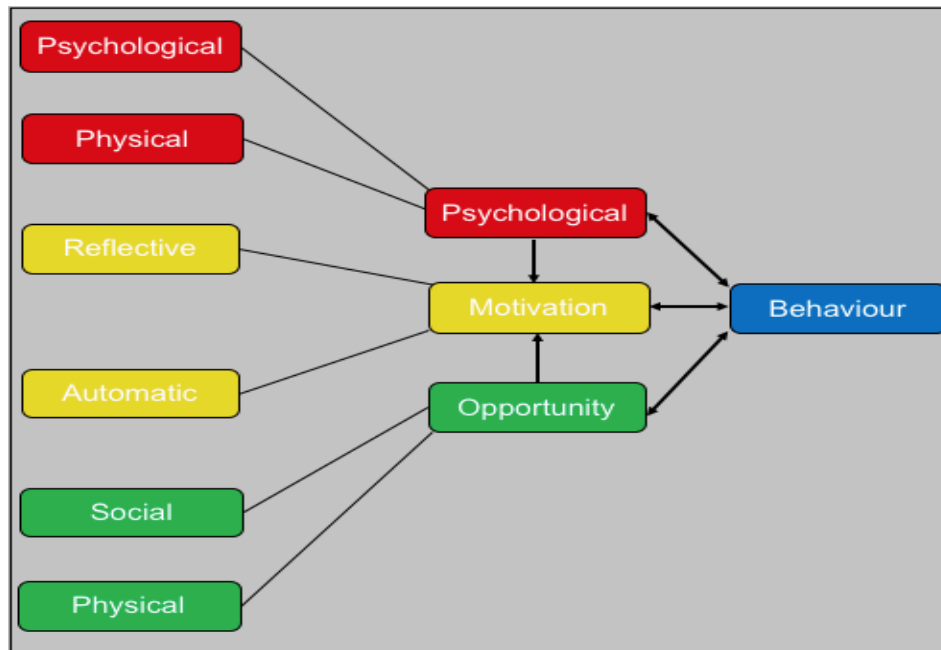 Psychological
Physical
Reflective
Automatic
Social
Physical
Psychological
Motivation
Opportunity
Behaviour